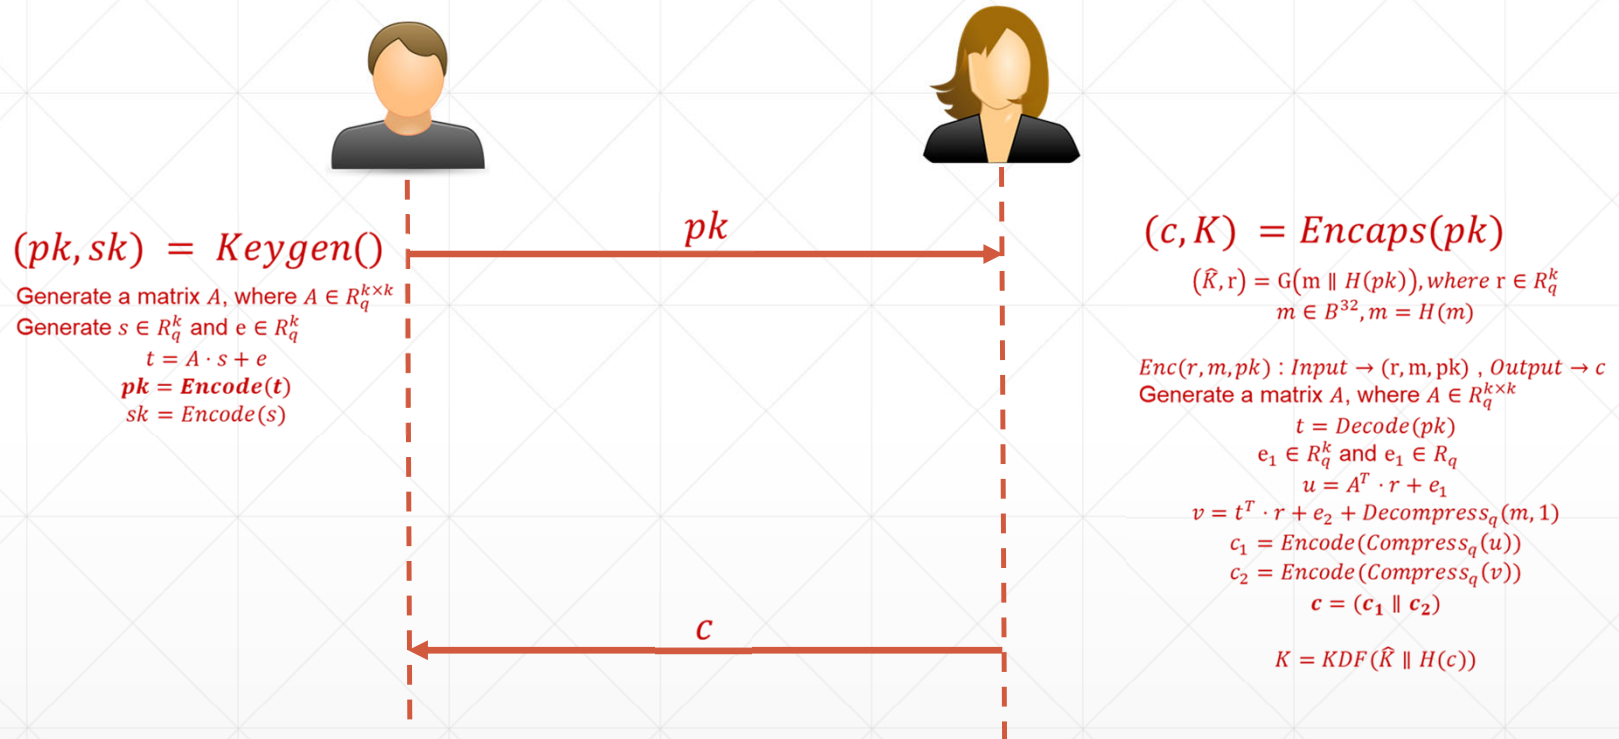 (pk, sk) = Keygen()
Generate a matrix A, where A ∈ R_q^{k×k}
Generate s ∈ R_q^k and e ∈ R_q^k
t = A · s + e
pk = Encode(t)
sk = Encode(s)
pk
c
(c, K) = Encaps(pk)
(K̂, r) = G(m ∥ H(pk)), where r ∈ R_q^k
m ∈ B^{32}, m = H(m)
Enc(r, m, pk) : Input → (r, m, pk) , Output → c
Generate a matrix A, where A ∈ R_q^{k×k}
t = Decode(pk)
e_1 ∈ R_q^k and e_1 ∈ R_q
u = A^T · r + e_1
v = t^T · r + e_2 + Decompress_q(m, 1)
c_1 = Encode(Compress_q(u))
c_2 = Encode(Compress_q(v))
c = (c_1 ∥ c_2)
K = KDF(K̂ ∥ H(c))